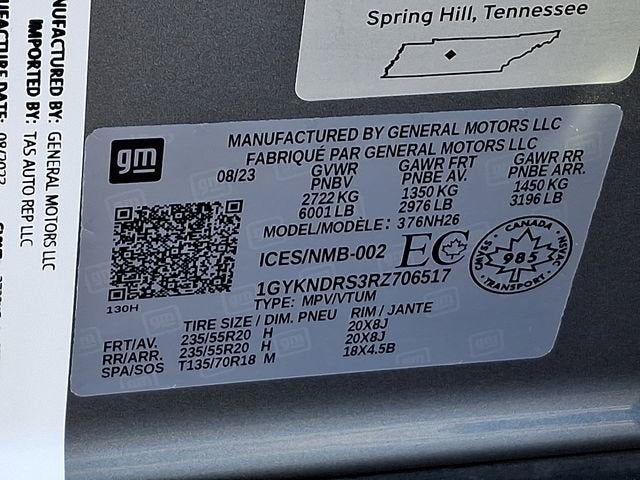 Spring Hill, Tennessee
MANUFACTURED BY: GENERAL MOTORS LLC
IMPORTED BY: TAS AUTO REP LLC
gm
MANUFACTURED BY GENERAL MOTORS LLC
FABRIQUÉ PAR GENERAL MOTORS LLC
08/23 GVWR GAWR FRT GAWR RR
PNBV PNBE AV. PNBE ARR.
2722 KG 1350 KG 1450 KG
6001 LB 2976 LB 3196 LB
MODEL/MODÈLE: 376NH26
ICES/NMB-002 EC
CANADA
985
TRANSPORT
1GYKNDRS3RZ706517
130H
TYPE: MPV/VTUM
TIRE SIZE / DIM. PNEU RIM / JANTE
FRT/AV. 235/55R20 H 20X8J
RR/ARR. 235/55R20 H 20X8J
SPA/SOS T135/70R18 M 18X4.5B